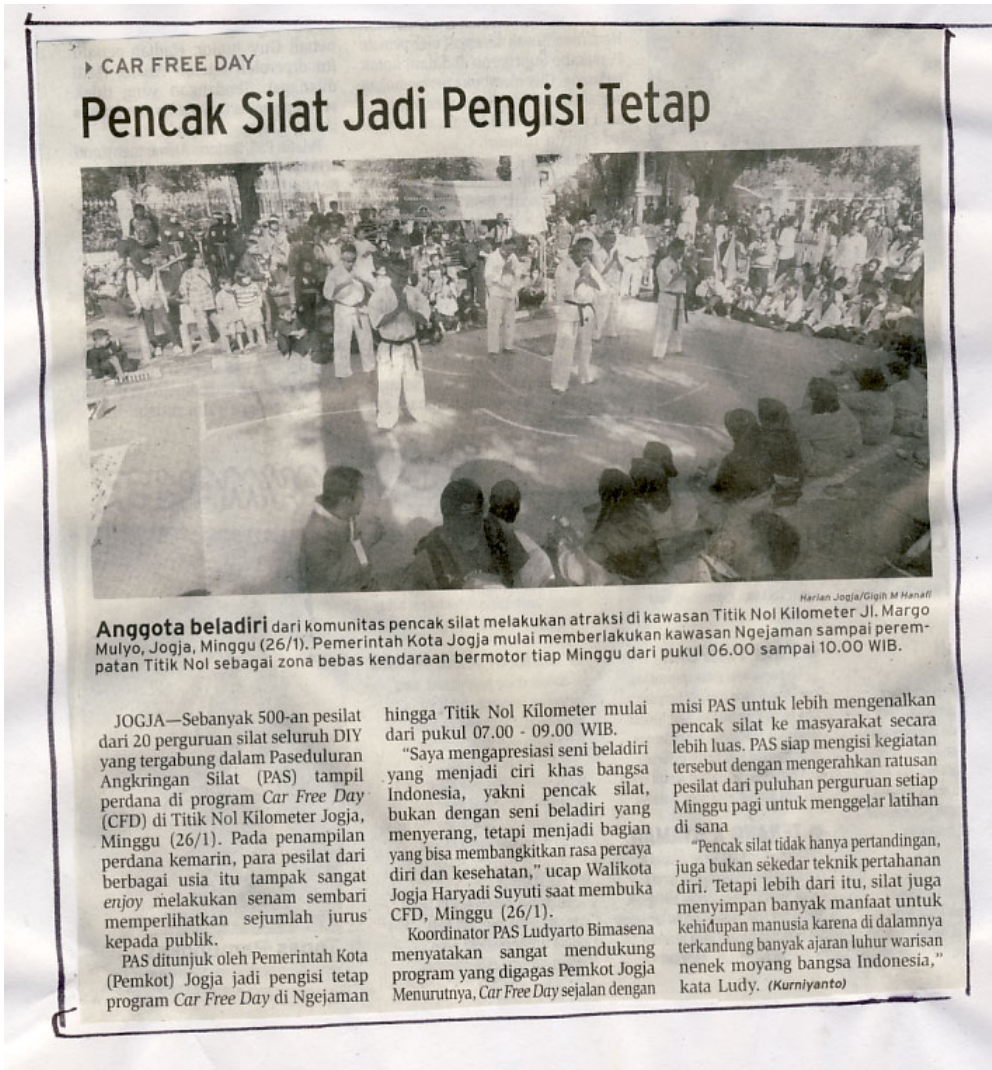 CAR FREE DAY
Pencak Silat Jadi Pengisi Tetap
Harian Jogja/Gigih M Hanafi
Anggota beladiri dari komunitas pencak silat melakukan atraksi di kawasan Titik Nol Kilometer Jl. Margo
Mulyo, Jogja, Minggu (26/1). Pemerintah Kota Jogja mulai memberlakukan kawasan Ngejaman sampai perem-
patan Titik Nol sebagai zona bebas kendaraan bermotor tiap Minggu dari pukul 06.00 sampai 10.00 WIB.
JOGJA—Sebanyak 500-an pesilat
dari 20 perguruan silat seluruh DIY
yang tergabung dalam Paseduluran
Angkringan Silat (PAS) tampil
perdana di program Car Free Day
(CFD) di Titik Nol Kilometer Jogja,
Minggu (26/1). Pada penampilan
perdana kemarin, para pesilat dari
berbagai usia itu tampak sangat
enjoy melakukan senam sembari
memperlihatkan sejumlah jurus
kepada publik.
PAS ditunjuk oleh Pemerintah Kota
(Pemkot) Jogja jadi pengisi tetap
program Car Free Day di Ngejaman
hingga Titik Nol Kilometer mulai
dari pukul 07.00 - 09.00 WIB.
"Saya mengapresiasi seni beladiri
yang menjadi ciri khas bangsa
Indonesia, yakni pencak silat,
bukan dengan seni beladiri yang
menyerang, tetapi menjadi bagian
yang bisa membangkitkan rasa percaya
diri dan kesehatan," ucap Walikota
Jogja Haryadi Suyuti saat membuka
CFD, Minggu (26/1).
Koordinator PAS Ludyarto Bimasena
menyatakan sangat mendukung
program yang digagas Pemkot Jogja
Menurutnya, Car Free Day sejalan dengan
misi PAS untuk lebih mengenalkan
pencak silat ke masyarakat secara
lebih luas. PAS siap mengisi kegiatan
tersebut dengan mengerahkan ratusan
pesilat dari puluhan perguruan setiap
Minggu pagi untuk menggelar latihan
di sana
"Pencak silat tidak hanya pertandingan,
juga bukan sekedar teknik pertahanan
diri. Tetapi lebih dari itu, silat juga
menyimpan banyak manfaat untuk
kehidupan manusia karena di dalamnya
terkandung banyak ajaran luhur warisan
nenek moyang bangsa Indonesia,"
kata Ludy. (Kurniyanto)